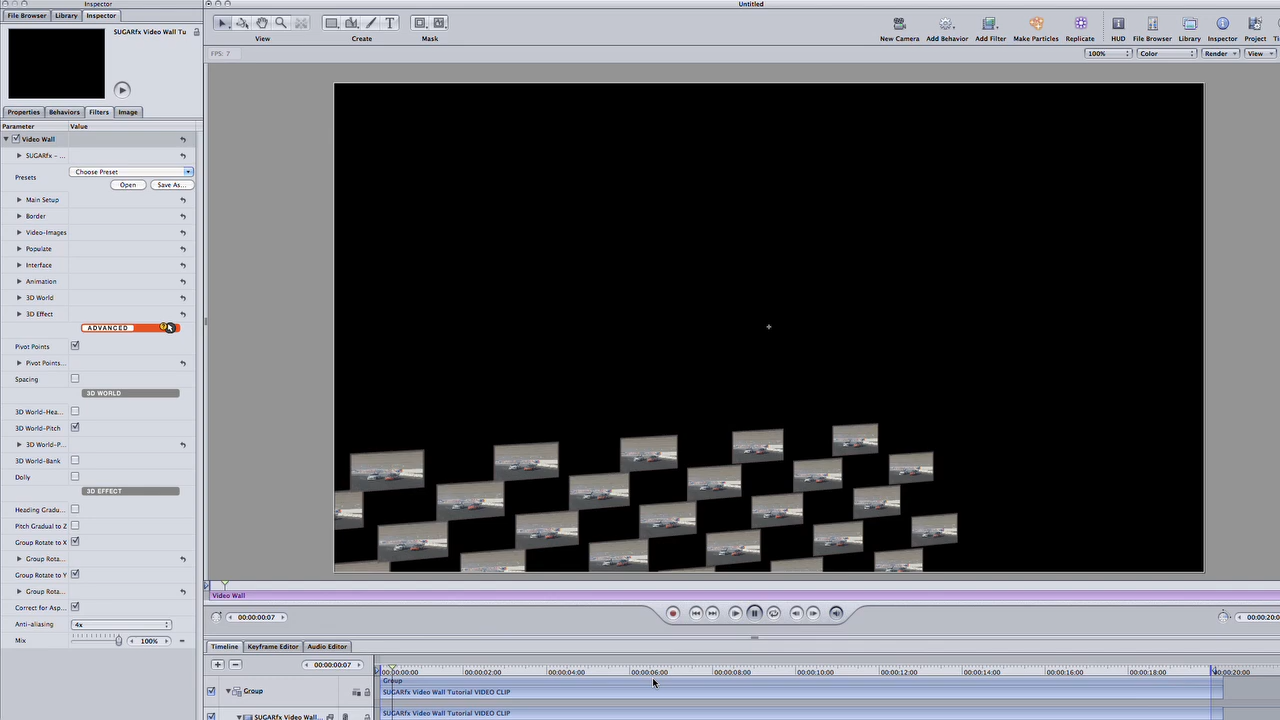 Inspector
Untitled
File Browser Library Inspector
SUGARfx Video Wall Tu
View Create Mask
New Camera Add Behavior Add Filter Make Particles Replicate HUD File Browser Library Inspector Project
FPS: 7
100% Color Render View
Properties Behaviors Filters Image
Parameter Value
Video Wall
SUGARfx - ...
Presets Choose Preset
Open Save As...
Main Setup
Border
Video-Images
Populate
Interface
Animation
3D World
3D Effect
ADVANCED
Pivot Points
Pivot Points...
Spacing
3D WORLD
3D World-Hea...
3D World-Pitch
3D World-P...
3D World-Bank
Dolly
3D EFFECT
Heading Gradu...
Pitch Gradual to Z
Group Rotate to X
Group Rota...
Group Rotate to Y
Group Rota...
Correct for Asp...
Anti-aliasing 4x
Mix 100%
Video Wall
00:00:00:07
00:00:20:0
Timeline Keyframe Editor Audio Editor
00:00:00:07
00:00:00:00 00:00:02:00 00:00:04:00 00:00:06:00 00:00:08:00 00:00:10:00 00:00:12:00 00:00:14:00 00:00:16:00 00:00:18:00 00:00:20:00
Group
Group
SUGARfx Video Wall Tutorial VIDEO CLIP
SUGARfx Video Wall...
SUGARfx Video Wall Tutorial VIDEO CLIP